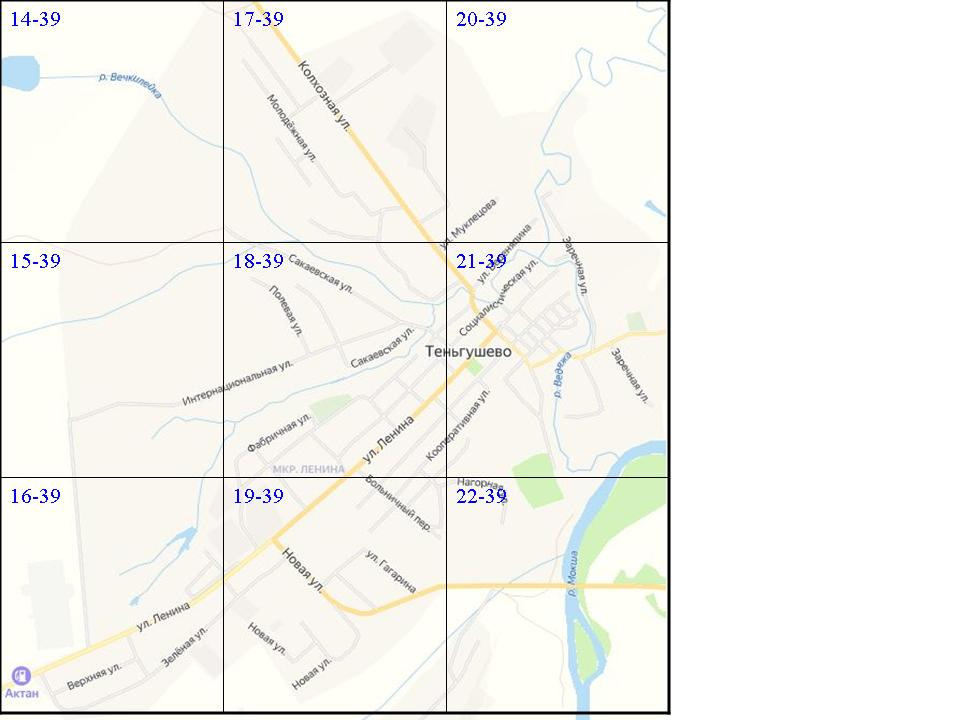 14-39
17-39
20-39
р. Вечкилейка
Колхозная ул.
Молодёжная ул.
ул. Муклецова
Заречная ул.
15-39
18-39
21-39
Сакаевская ул.
Социалистическая ул.
Полевая ул.
Сакаевская ул.
Теньгушево
Интернациональная ул.
р. Ведяжа
Заречная ул.
Фабричная ул.
ул. Ленина
Кооперативная ул.
МКР. ЛЕНИНА
16-39
19-39
22-39
Больничный пер.
Нагорная
Новая ул.
ул. Гагарина
р. Мокша
ул. Ленина
Зелёная ул.
Новая ул.
Новая ул.
Верхняя ул.
Актан